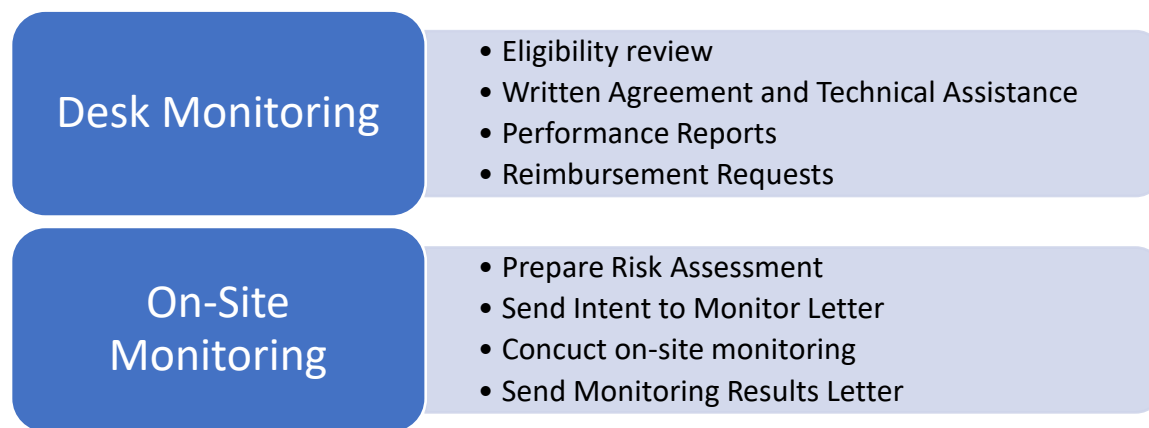 Desk Monitoring
• Eligibility review
• Written Agreement and Technical Assistance
• Performance Reports
• Reimbursement Requests
On-Site
Monitoring
• Prepare Risk Assessment
• Send Intent to Monitor Letter
• Concuct on-site monitoring
• Send Monitoring Results Letter